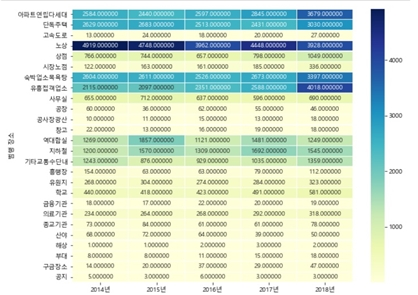 아파트연립다세대 2584.000000 2440.000000 2597.000000 2845.000000 3679.000000
단독주택 2629.000000 2683.000000 2513.000000 2431.000000 3030.000000
고속도로 13.000000 24.000000 18.000000 20.000000 27.000000
노상 4919.000000 4748.000000 3962.000000 4448.000000 3928.000000
상점 766.000000 744.000000 657.000000 798.000000 1049.000000
시장노점 122.000000 163.000000 161.000000 185.000000 336.000000
숙박업소목욕탕 2604.000000 2611.000000 2526.000000 2673.000000 3397.000000
유흥접객업소 2115.000000 2097.000000 2351.000000 2588.000000 4018.000000
사무실 655.000000 712.000000 637.000000 596.000000 690.000000
공장 60.000000 36.000000 62.000000 55.000000 46.000000
공사장광산 10.000000 11.000000 15.000000 13.000000 18.000000
창고 22.000000 13.000000 16.000000 19.000000 18.000000
역대합실 1269.000000 1857.000000 1121.000000 1481.000000 1249.000000
지하철 1200.000000 1570.000000 1309.000000 1692.000000 1545.000000
기타교통수단내 1243.000000 876.000000 929.000000 1035.000000 1359.000000
흥행장 154.000000 63.000000 63.000000 79.000000 112.000000
유원지 268.000000 304.000000 274.000000 284.000000 323.000000
학교 440.000000 418.000000 423.000000 491.000000 581.000000
금융기관 18.000000 17.000000 22.000000 20.000000 19.000000
의료기관 234.000000 264.000000 268.000000 292.000000 318.000000
종교기관 73.000000 84.000000 61.000000 81.000000 78.000000
산야 68.000000 72.000000 64.000000 39.000000 50.000000
해상 1.000000 1.000000 2.000000 3.000000 2.000000
부대 8.000000 8.000000 11.000000 15.000000 18.000000
구금장소 14.000000 20.000000 37.000000 29.000000 47.000000
공지 5.000000 3.000000 6.000000 3.000000 3.000000
2014년 2015년 2016년 2017년 2018년
범행장소
4000
3000
2000
1000